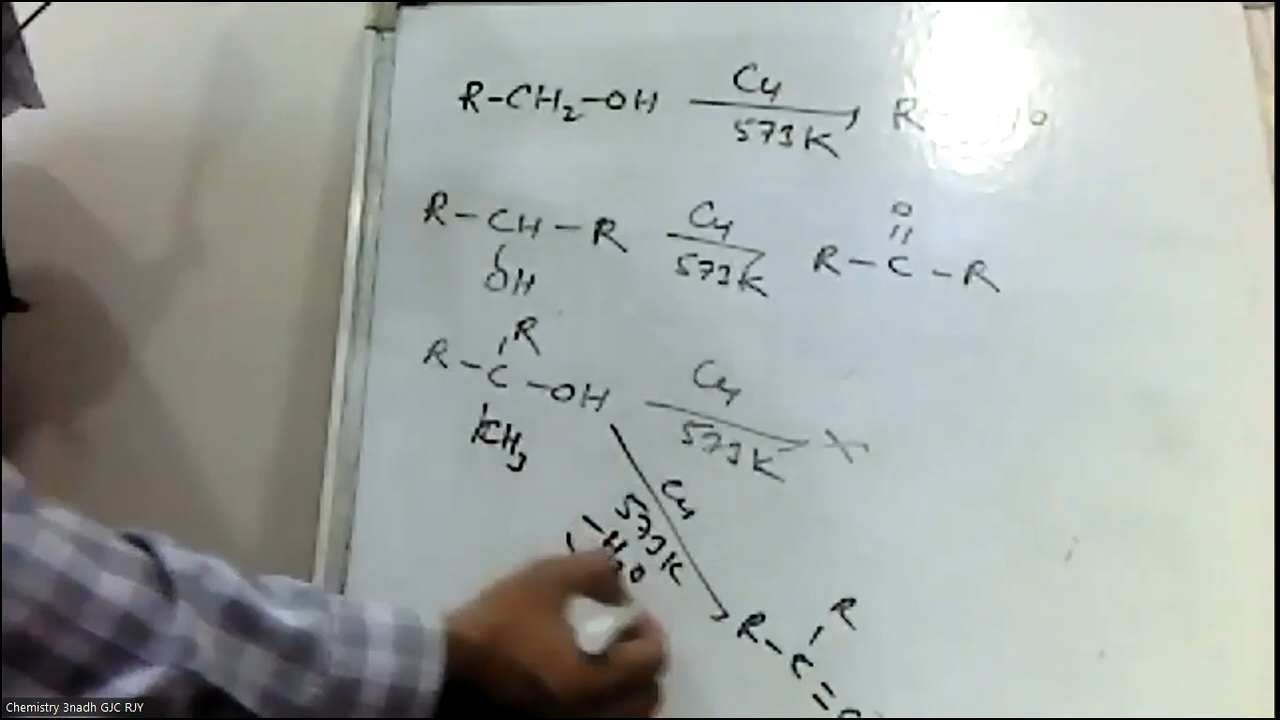 R-CH₂-OH Cu 573K R
R-CH-R Cu 573K R-C-R
OH O
||
R
R-C-OH Cu 573K X
CH₃
Cu
573K
-H₂O
R
R-C
=
Chemistry 3nadh GJC RJY